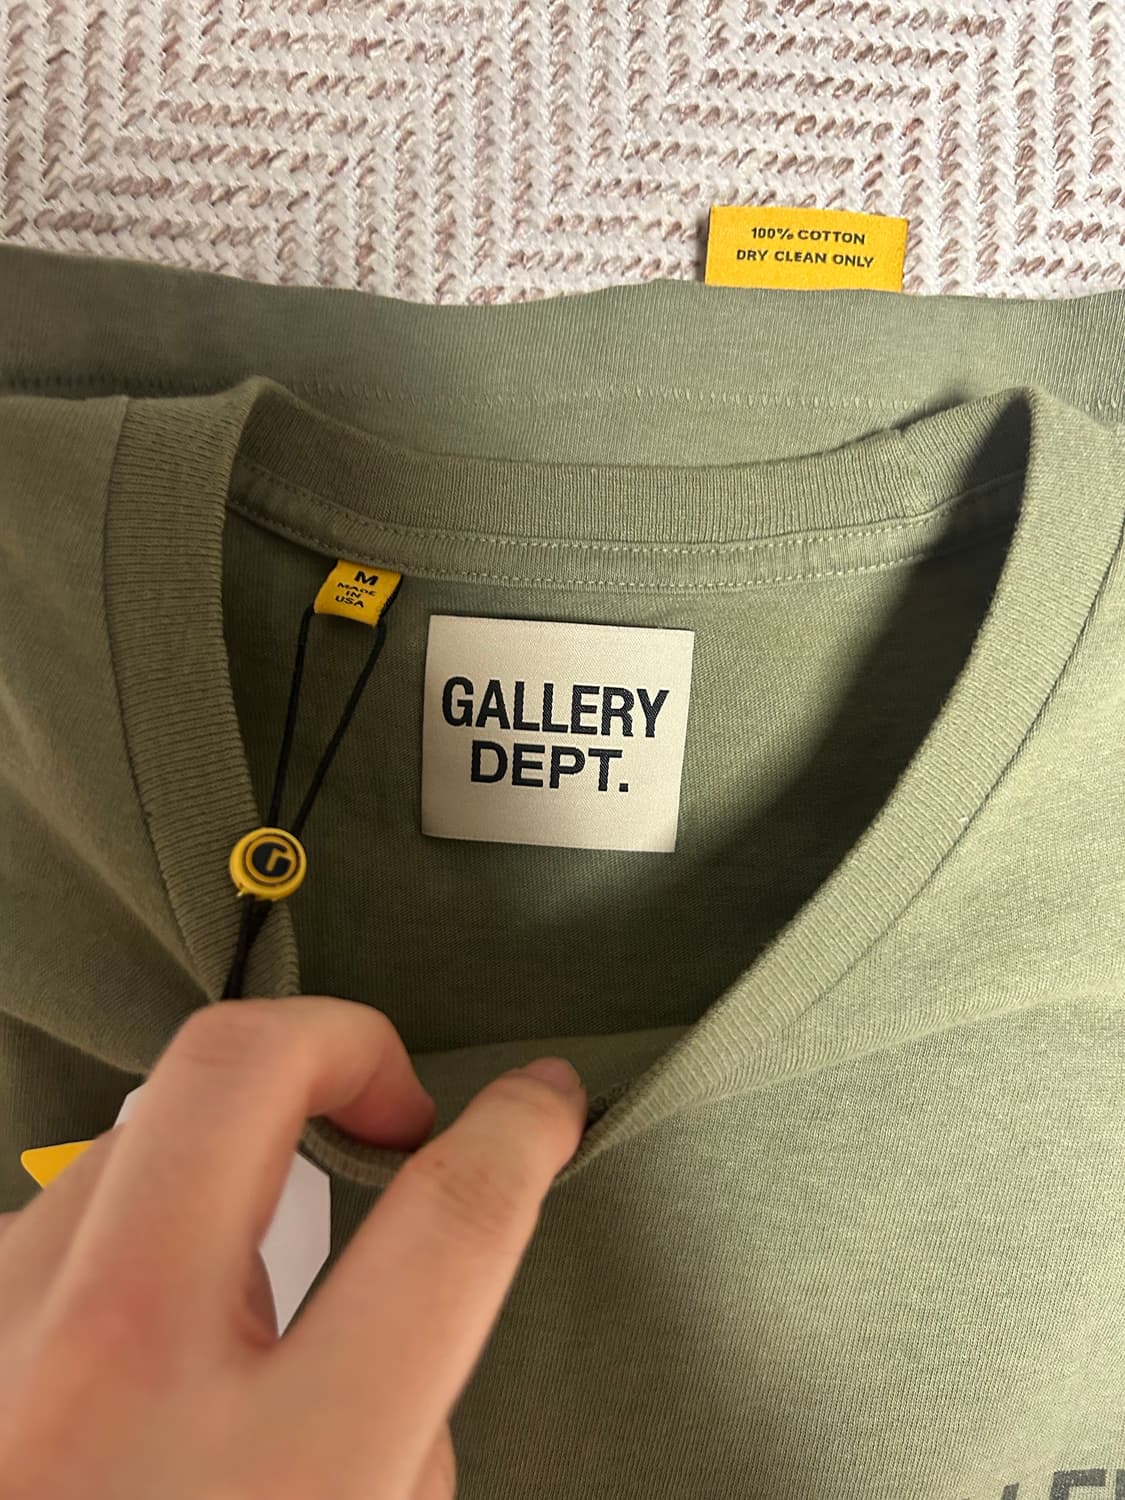 100% COTTON
DRY CLEAN ONLY
M
MADE
IN
USA
GALLERY
DEPT.
G